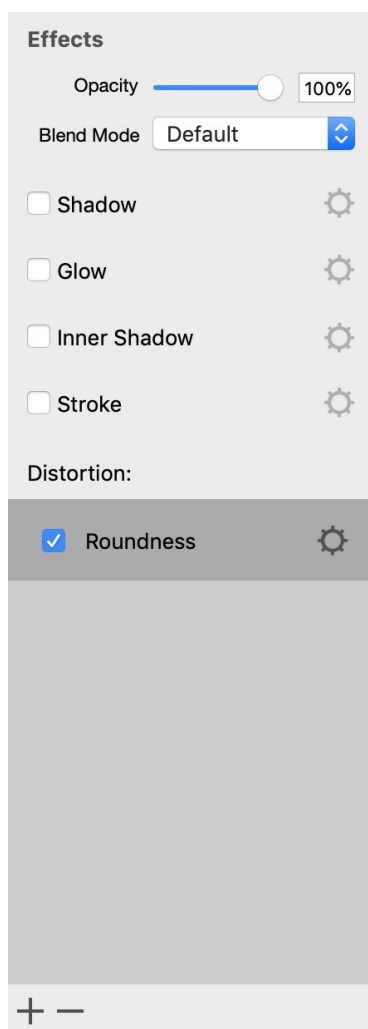 Effects
Opacity 100%
Blend Mode Default
Shadow
Glow
Inner Shadow
Stroke
Distortion:
Roundness